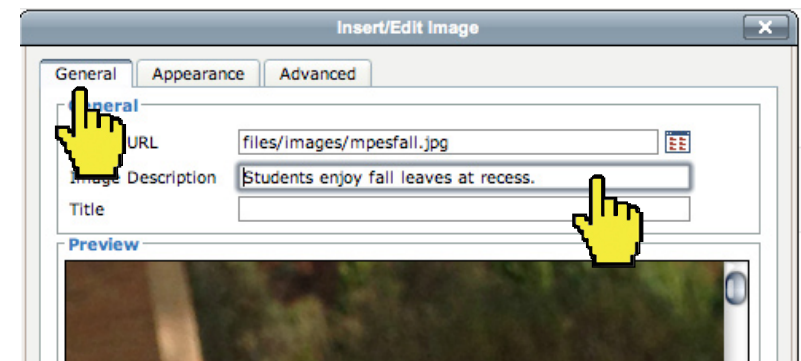 Insert/Edit Image
General Appearance Advanced
General
URL files/images/mpesfall.jpg
Image Description Students enjoy fall leaves at recess.
Title
Preview